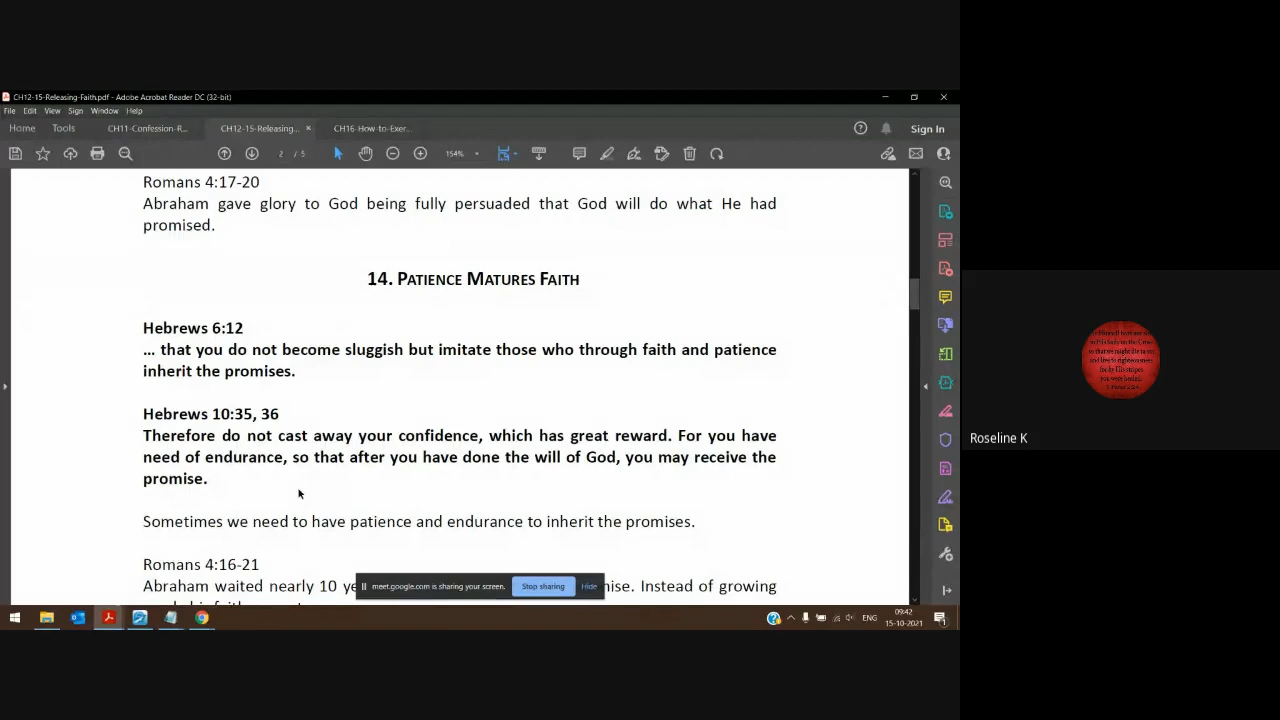 CH12-15-Releasing-Faith.pdf - Adobe Acrobat Reader DC (32-bit)
File Edit View Sign Window Help
Home Tools CH11-Confession-R... CH12-15-Releasing... × CH16-How-to-Exer... Sign In
2 / 5 154%
Romans 4:17-20
Abraham gave glory to God being fully persuaded that God will do what He had
promised.
14. PATIENCE MATURES FAITH
Hebrews 6:12
... that you do not become sluggish but imitate those who through faith and patience
inherit the promises.
Hebrews 10:35, 36
Therefore do not cast away your confidence, which has great reward. For you have
need of endurance, so that after you have done the will of God, you may receive the
promise.
Sometimes we need to have patience and endurance to inherit the promises.
Romans 4:16-21
Abraham waited nearly 10 ye
mise. Instead of growing
meet.google.com is sharing your screen. Stop sharing Hide
ENG
09:42
15-10-2021
Roseline K